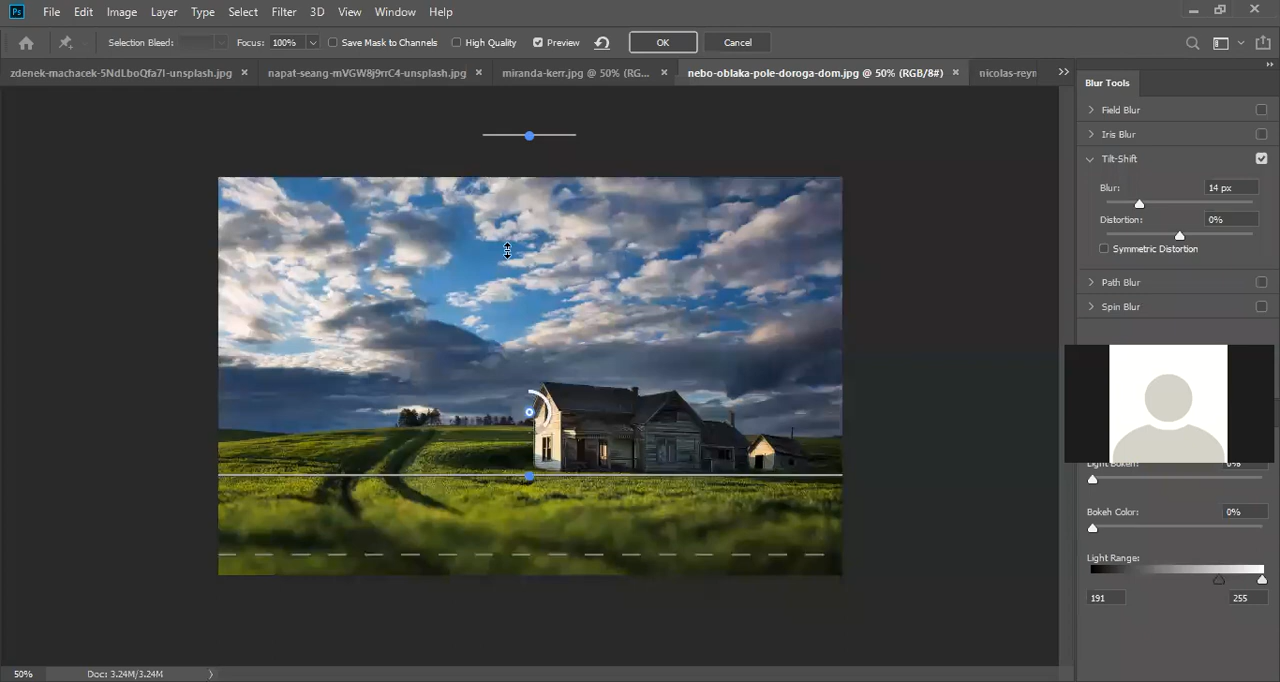 Ps File Edit Image Layer Type Select Filter 3D View Window Help
Selection Bleed: Focus: 100% Save Mask to Channels High Quality Preview OK Cancel
zdenek-machacek-5NdLboQfa7I-unsplash.jpg × napat-seang-mVGW8j9rrC4-unsplash.jpg × miranda-kerr.jpg @ 50% (RG... × nebo-oblaka-pole-doroga-dom.jpg @ 50% (RGB/8#) × nicolas-reyn
Blur Tools
Field Blur
Iris Blur
Tilt-Shift
Blur: 14 px
Distortion: 0%
Symmetric Distortion
Path Blur
Spin Blur
Light Bokeh: 0%
Bokeh Color: 0%
Light Range:
191 255
50% Doc: 3.24M/3.24M